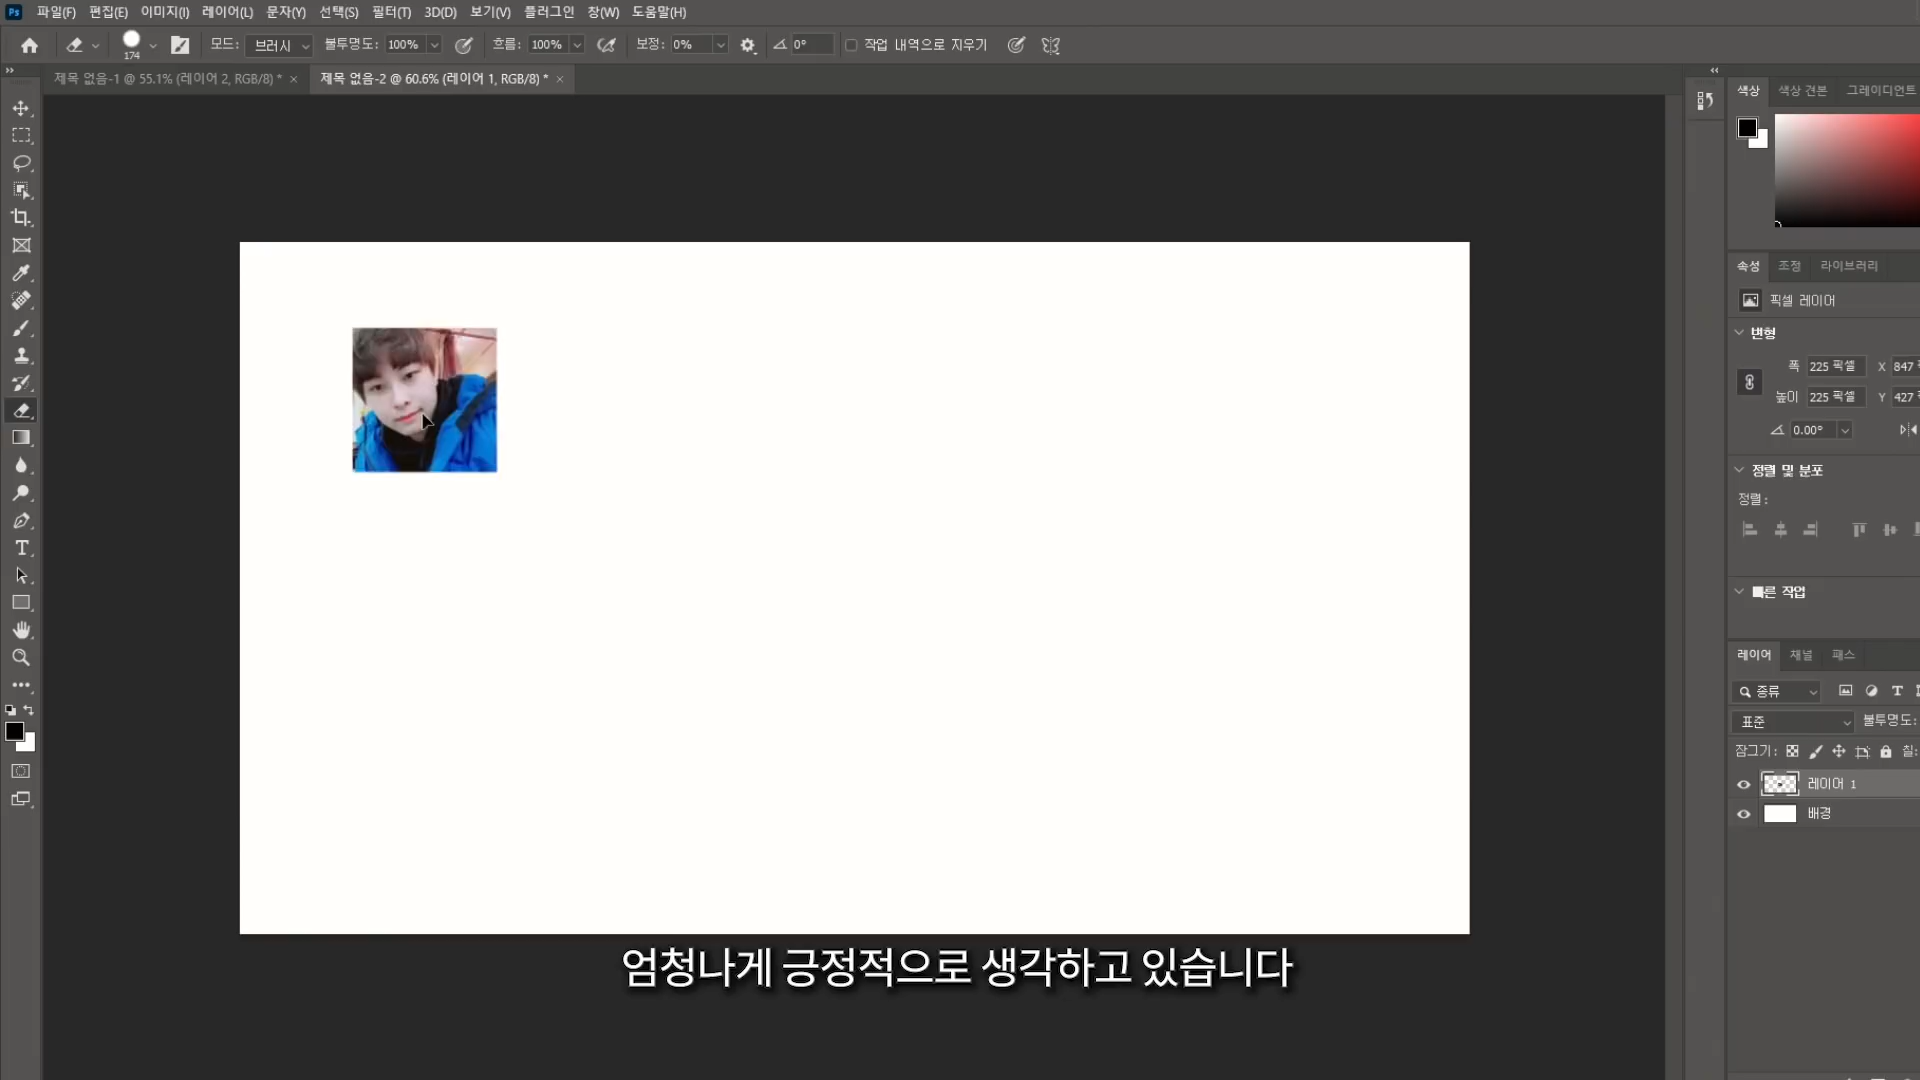 Ps 파일(F) 편집(E) 이미지(I) 레이어(L) 문자(Y) 선택(S) 필터(T) 3D(D) 보기(V) 플러그인 창(W) 도움말(H)
174 모드: 브러시 불투명도: 100% 흐름: 100% 보정: 0% 0° 작업 내역으로 지우기
제목 없음-1 @ 55.1% (레이어 2, RGB/8) * × 제목 없음-2 @ 60.6% (레이어 1, RGB/8) * ×
색상 색상 견본 그레이디언트
속성 조정 라이브러리
픽셀 레이어
변형
폭 225 픽셀 X 847
높이 225 픽셀 Y 427
0.00°
정렬 및 분포
정렬:
른 작업
레이어 채널 패스
종류
표준 불투명도:
잠그기: 칠:
레이어 1
배경
엄청나게 긍정적으로 생각하고 있습니다